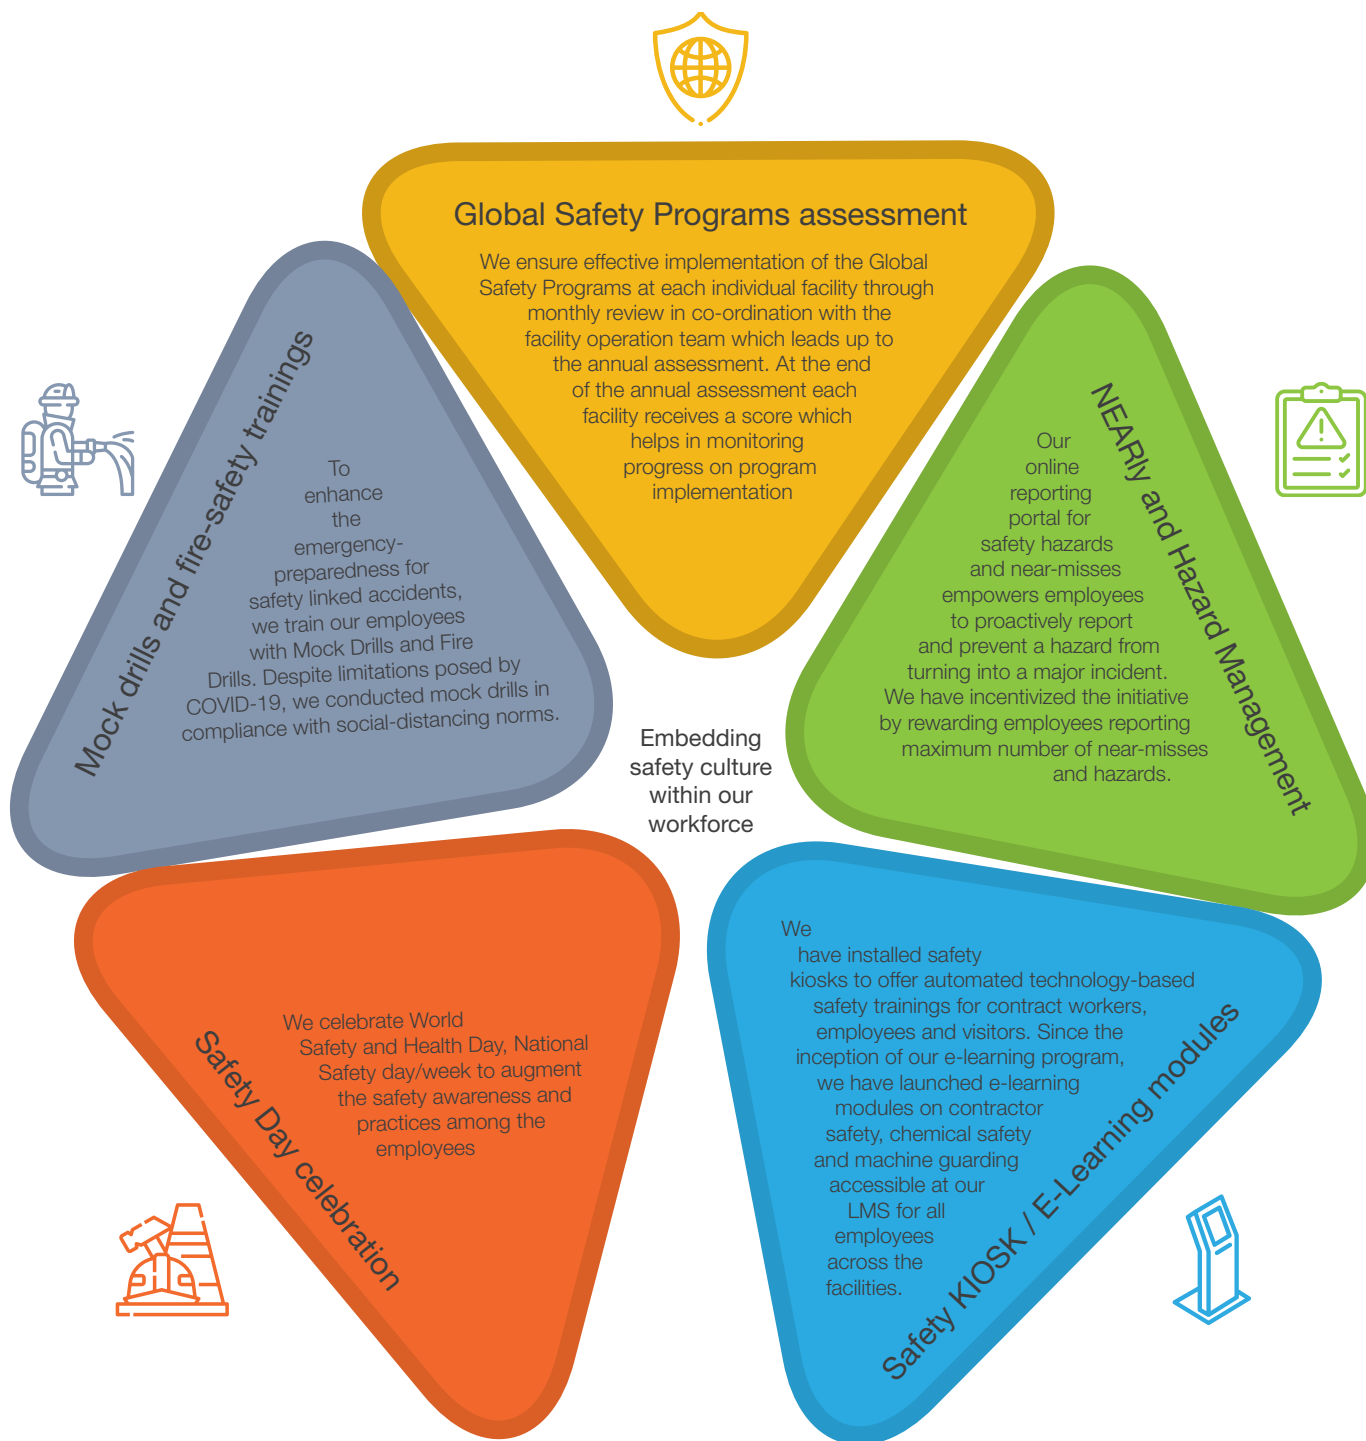 Global Safety Programs assessment
We ensure effective implementation of the Global
Safety Programs at each individual facility through
monthly review in co-ordination with the
facility operation team which leads up to
the annual assessment. At the end
of the annual assessment each
facility receives a score which
helps in monitoring
progress on program
implementation
NEARly and Hazard Management
Our
online
reporting
portal for
safety hazards
and near-misses
empowers employees
to proactively report
and prevent a hazard from
turning into a major incident.
We have incentivized the initiative
by rewarding employees reporting
maximum number of near-misses
and hazards.
Safety KIOSK / E-Learning modules
We
have installed safety
kiosks to offer automated technology-based
safety trainings for contract workers,
employees and visitors. Since the
inception of our e-learning program,
we have launched e-learning
modules on contractor
safety, chemical safety
and machine guarding
accessible at our
LMS for all
employees
across the
facilities.
Safety Day celebration
We celebrate World
Safety and Health Day, National
Safety day/week to augment
the safety awareness and
practices among the
employees
Mock drills and fire-safety trainings
To
enhance
the
emergency-
preparedness for
safety linked accidents,
we train our employees
with Mock Drills and Fire
Drills. Despite limitations posed by
COVID-19, we conducted mock drills in
compliance with social-distancing norms.
Embedding
safety culture
within our
workforce